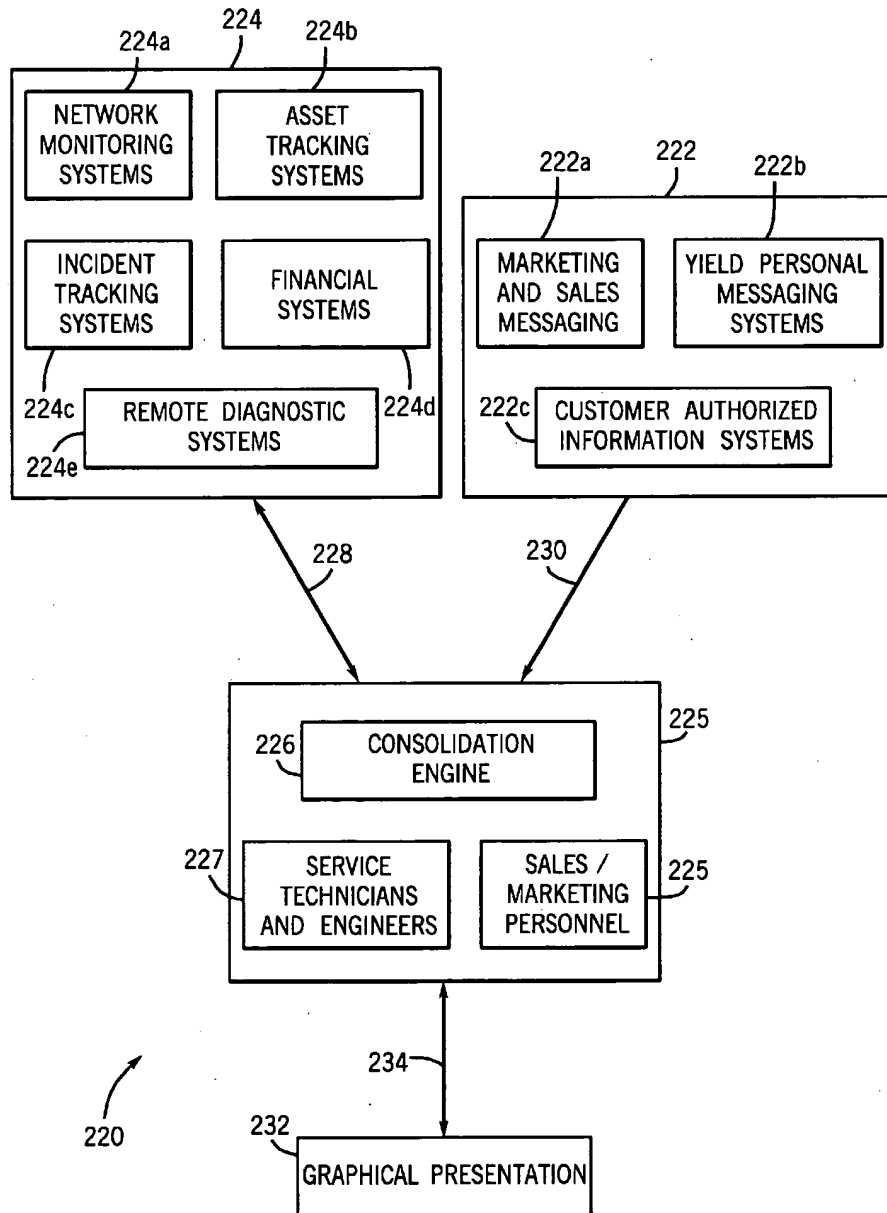 224a
224
224b
NETWORK
MONITORING
SYSTEMS
ASSET
TRACKING
SYSTEMS
INCIDENT
TRACKING
SYSTEMS
FINANCIAL
SYSTEMS
224c
224d
REMOTE DIAGNOSTIC
SYSTEMS
224e
222a
222
222b
MARKETING
AND SALES
MESSAGING
YIELD PERSONAL
MESSAGING
SYSTEMS
222c
CUSTOMER AUTHORIZED
INFORMATION SYSTEMS
228
230
225
226
CONSOLIDATION
ENGINE
227
SERVICE
TECHNICIANS
AND ENGINEERS
SALES /
MARKETING
PERSONNEL
225
234
220
232
GRAPHICAL PRESENTATION